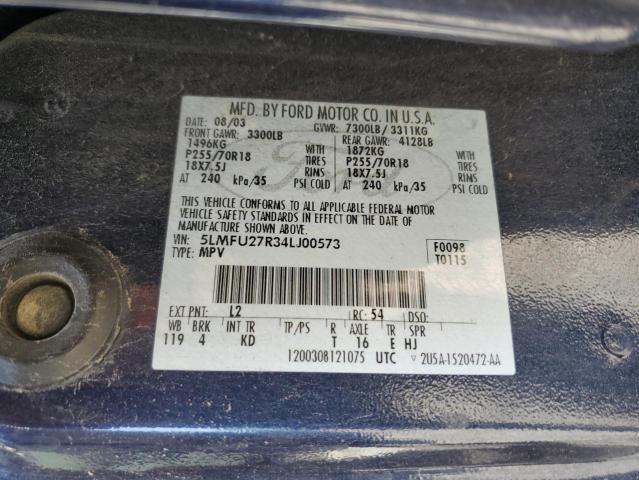 MFD. BY FORD MOTOR CO. IN U.S.A.
DATE: 08/03 GVWR: 7300LB/ 3311KG
FRONT GAWR: 3300LB REAR GAWR: 4128LB
1496KG WITH 1872KG WITH
P255/70R18 TIRES P255/70R18 TIRES
18X7.5J RIMS 18X7.5J RIMS
AT 240 kPa/35 PSI COLD AT 240 kPa/35 PSI COLD
THIS VEHICLE CONFORMS TO ALL APPLICABLE FEDERAL MOTOR
VEHICLE SAFETY STANDARDS IN EFFECT ON THE DATE OF
MANUFACTURE SHOWN ABOVE.
VIN: 5LMFU27R34LJ00573 F0098
TYPE: MPV T0115
EXT PNT: L2 RC: 54 DSO:
WB BRK INT TR TP/PS R AXLE TR SPR
119 4 KD T 16 E HJ
1200308121075 UTC ▽ 2U5A-1520472-AA
Ford